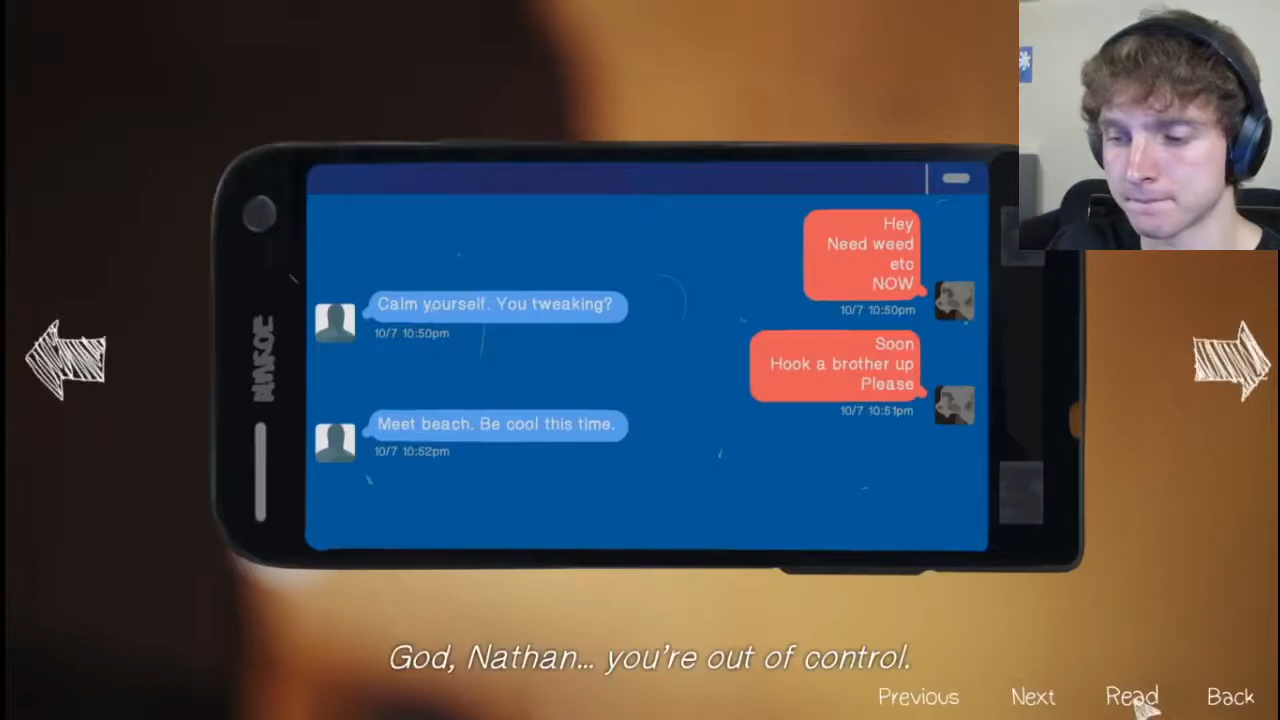 Hey
Need weed
etc
NOW
10/7 10:50pm
Calm yourself. You tweaking?
10/7 10:50pm
Soon
Hook a brother up
Please
10/7 10:51pm
Meet beach. Be cool this time.
10/7 10:52pm
God, Nathan... you're out of control.
Previous
Next
Read
Back